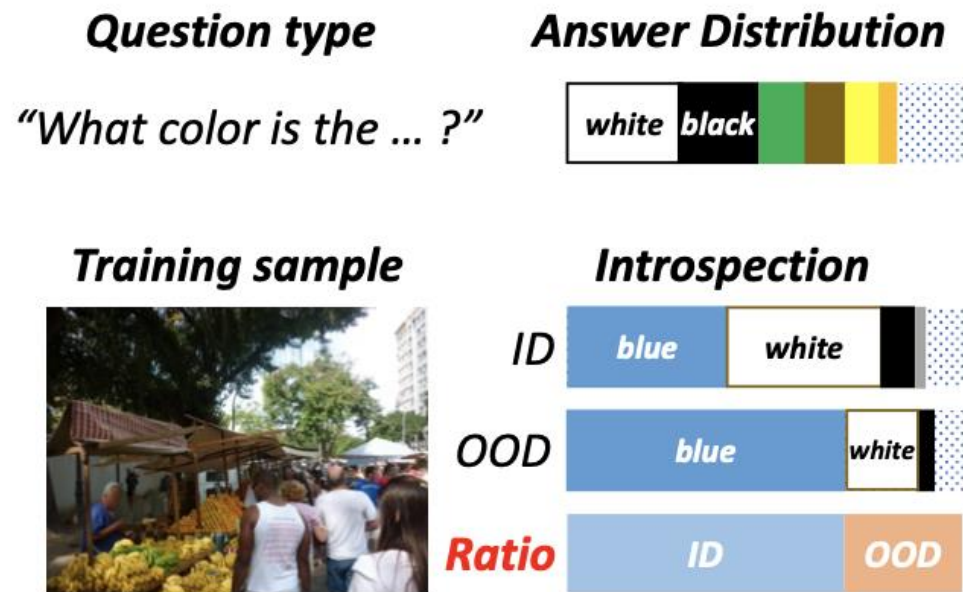 Question type
Answer Distribution
“What color is the ... ?”
white
black
Training sample
Introspection
ID
blue
white
OOD
blue
white
Ratio
ID
OOD